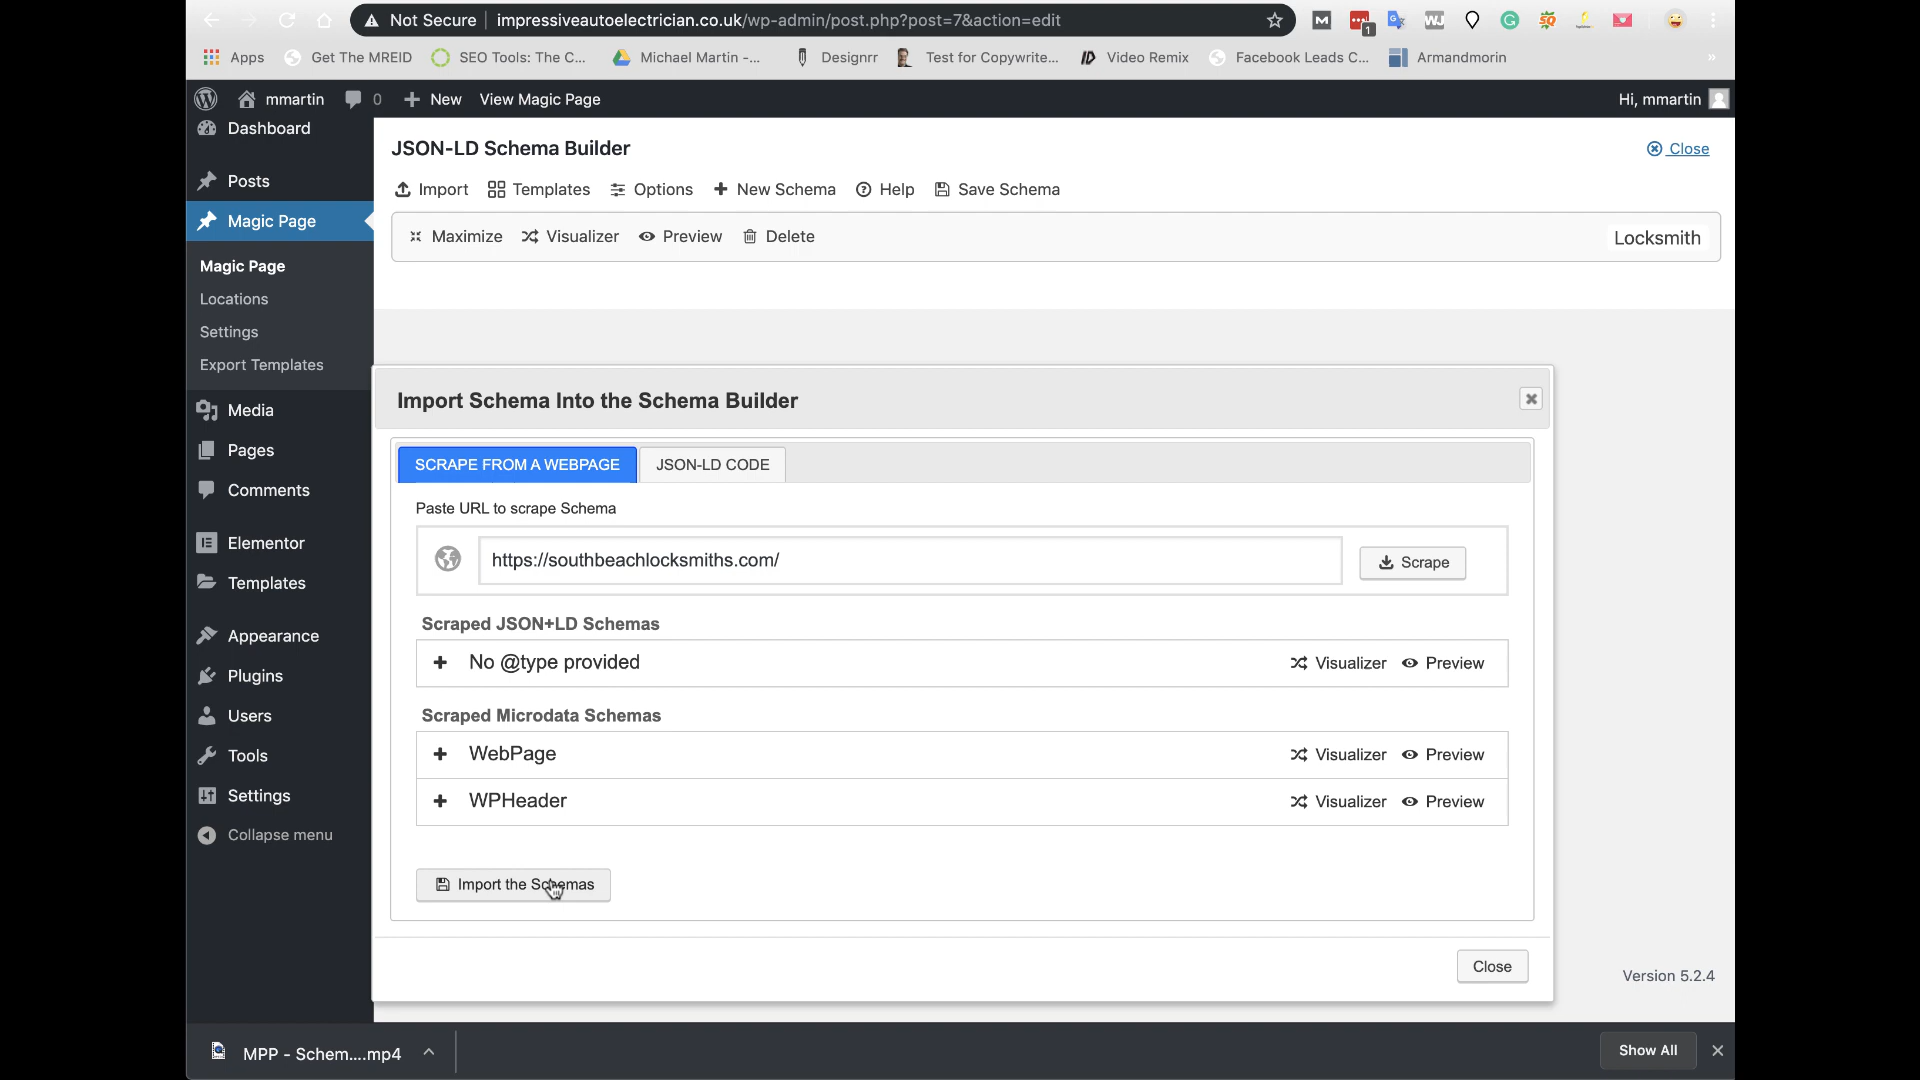 Not Secure | impressiveautoelectrician.co.uk/wp-admin/post.php?post=7&action=edit
M 1 WJ G SQ
Apps Get The MREID SEO Tools: The C... Michael Martin -... Designrr Test for Copywrite... Video Remix Facebook Leads C... Armandmorin »
mmartin 0 New View Magic Page Hi, mmartin
Dashboard
Posts
Magic Page
Magic Page
Locations
Settings
Export Templates
Media
Pages
Comments
Elementor
Templates
Appearance
Plugins
Users
Tools
Settings
Collapse menu
JSON-LD Schema Builder Close
Import Templates Options New Schema Help Save Schema
Maximize Visualizer Preview Delete Locksmith
Import Schema Into the Schema Builder
SCRAPE FROM A WEBPAGE JSON-LD CODE
Paste URL to scrape Schema
https://southbeachlocksmiths.com/ Scrape
Scraped JSON+LD Schemas
No @type provided Visualizer Preview
Scraped Microdata Schemas
WebPage Visualizer Preview
WPHeader Visualizer Preview
Import the Schemas
Close
Version 5.2.4
MPP - Schem....mp4 Show All